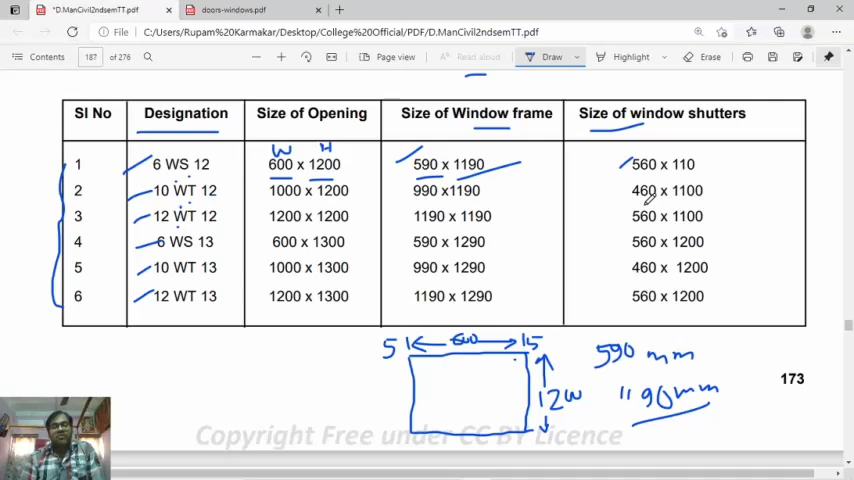 *D.ManCivil2ndsemTT.pdf
doors-windows.pdf
File C:/Users/Rupam%20Karmakar/Desktop/College%20Official/PDF/D.ManCivil2ndsemTT.pdf
Contents 187 of 276 Page view Read aloud Draw Highlight Erase
Sl No Designation Size of Opening Size of Window frame Size of window shutters
W H
1 6 WS 12 600 x 1200 590 x 1190 560 x 110
2 10 WT 12 1000 x 1200 990 x1190 460 x 1100
3 12 WT 12 1200 x 1200 1190 x 1190 560 x 1100
4 6 WS 13 600 x 1300 590 x 1290 560 x 1200
5 10 WT 13 1000 x 1300 990 x 1290 460 x 1200
6 12 WT 13 1200 x 1300 1190 x 1290 560 x 1200
5 600 15 590 mm
173
1190mm
Copyright Free under CC BY Licence